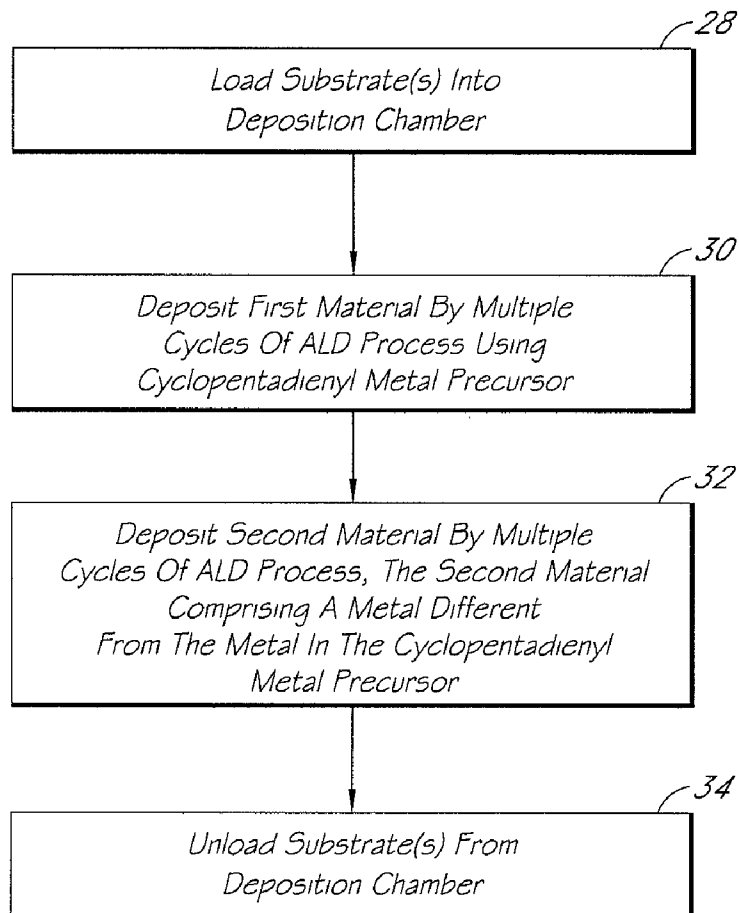 28
Load Substrate(s) Into
Deposition Chamber
30
Deposit First Material By Multiple
Cycles Of ALD Process Using
Cyclopentadienyl Metal Precursor
32
Deposit Second Material By Multiple
Cycles Of ALD Process, The Second Material
Comprising A Metal Different
From The Metal In The Cyclopentadienyl
Metal Precursor
34
Unload Substrate(s) From
Deposition Chamber